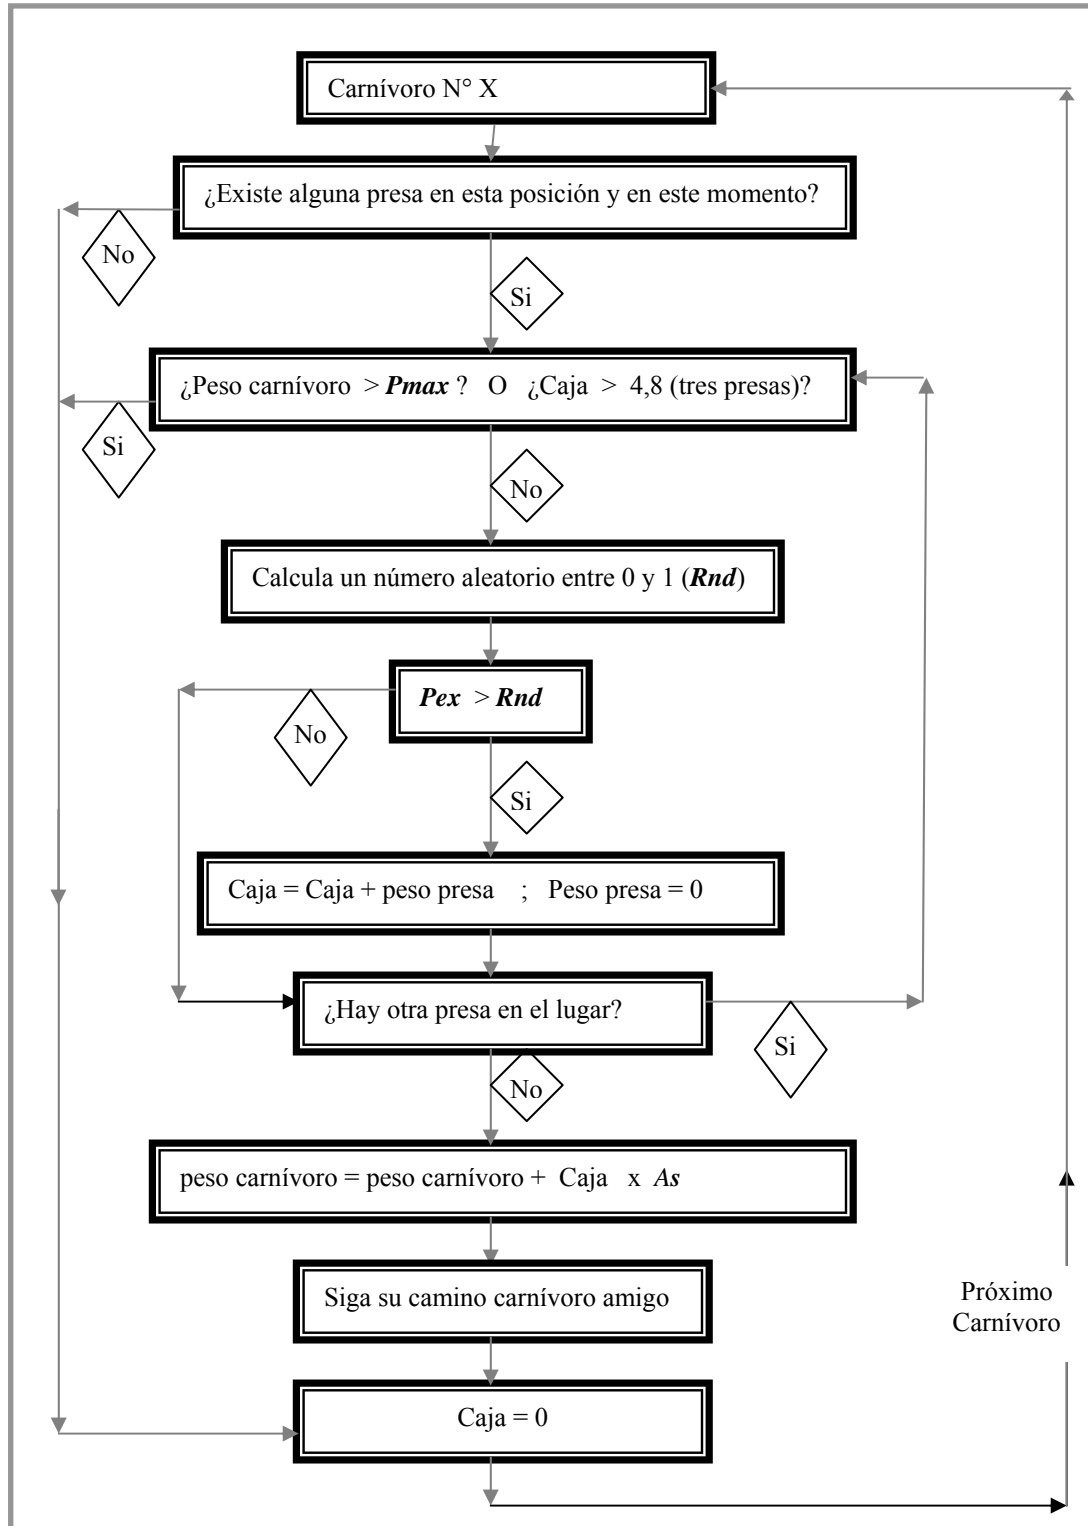 Carnívoro N° X
¿Existe alguna presa en esta posición y en este momento?
No
Si
¿Peso carnívoro > Pmax ? O ¿Caja > 4,8 (tres presas)?
Si
No
Calcula un número aleatorio entre 0 y 1 (Rnd)
Pex > Rnd
No
Si
Caja = Caja + peso presa ; Peso presa = 0
¿Hay otra presa en el lugar?
Si
No
peso carnívoro = peso carnívoro + Caja x As
Siga su camino carnívoro amigo
Próximo
Carnívoro
Caja = 0